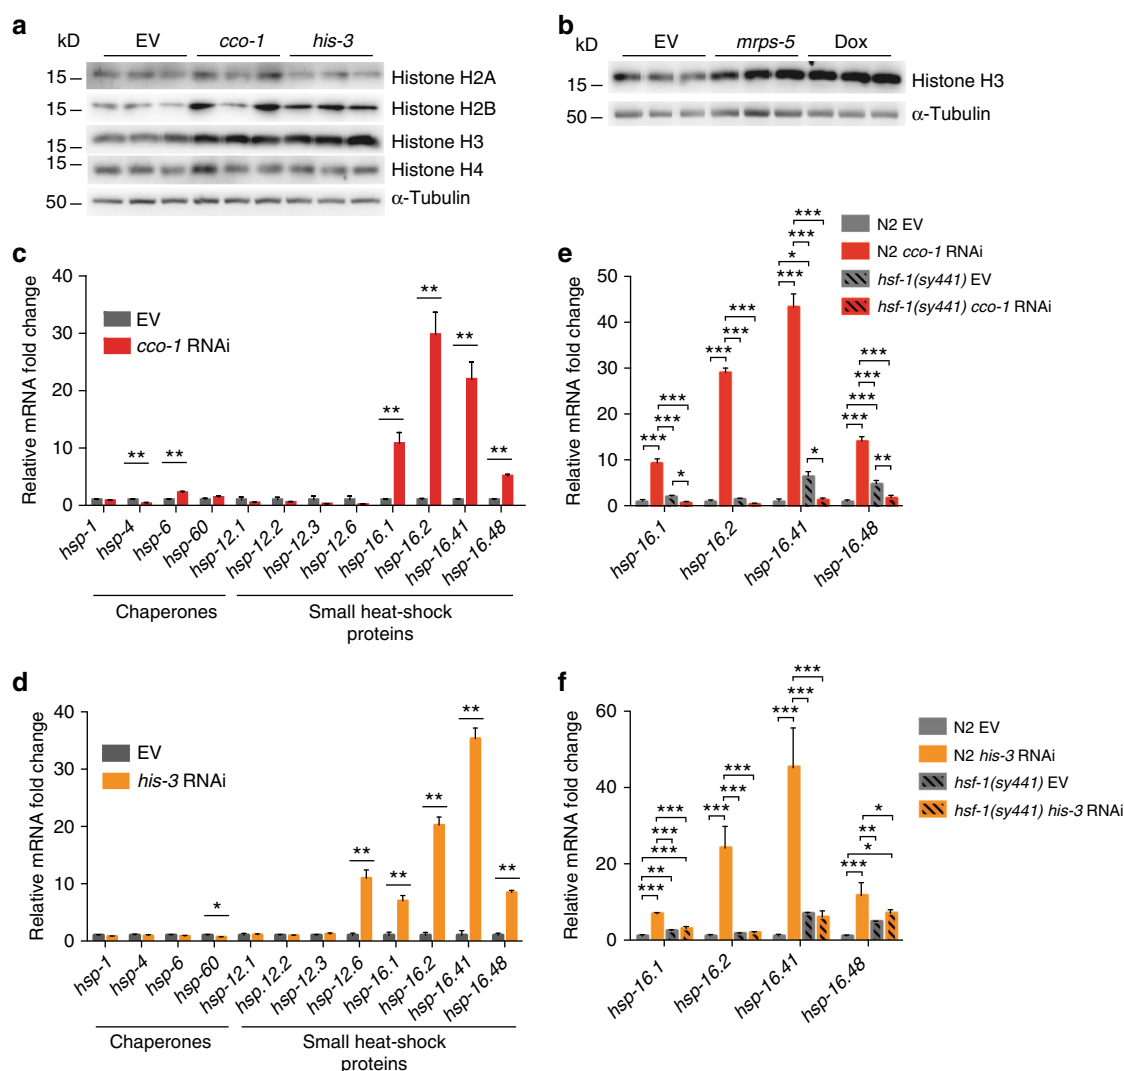 a
kD EV cco-1 his-3
15 Histone H2A
15 Histone H2B
15 Histone H3
15 Histone H4
50 α-Tubulin
b
kD EV mrps-5 Dox
15 Histone H3
50 α-Tubulin
c
Relative mRNA fold change
40
30
20
10
0
EV
cco-1 RNAi
** ** ** ** ** **
hsp-1 hsp-4 hsp-6 hsp-60 hsp-12.1 hsp-12.2 hsp-12.3 hsp-12.6 hsp-16.1 hsp-16.2 hsp-16.41 hsp-16.48
Chaperones Small heat-shock
proteins
e
Relative mRNA fold change
50
40
30
20
10
0
N2 EV
N2 cco-1 RNAi
hsf-1(sy441) EV
hsf-1(sy441) cco-1 RNAi
*** *** *** *
*** *** ***
*** * *** *** *
*** *** *** *** **
hsp-16.1 hsp-16.2 hsp-16.41 hsp-16.48
d
Relative mRNA fold change
40
30
20
10
0
EV
his-3 RNAi
* ** ** ** ** **
hsp-1 hsp-4 hsp-6 hsp-60 hsp-12.1 hsp.12.2 hsp-12.3 hsp-12.6 hsp-16.1 hsp-16.2 hsp-16.41 hsp-16.48
Chaperones Small heat-shock
proteins
f
Relative mRNA fold change
60
40
20
0
N2 EV
N2 his-3 RNAi
hsf-1(sy441) EV
hsf-1(sy441) his-3 RNAi
*** *** *** ** ***
*** *** ***
*** *** ***
* ** * ***
hsp-16.1 hsp-16.2 hsp-16.41 hsp-16.48